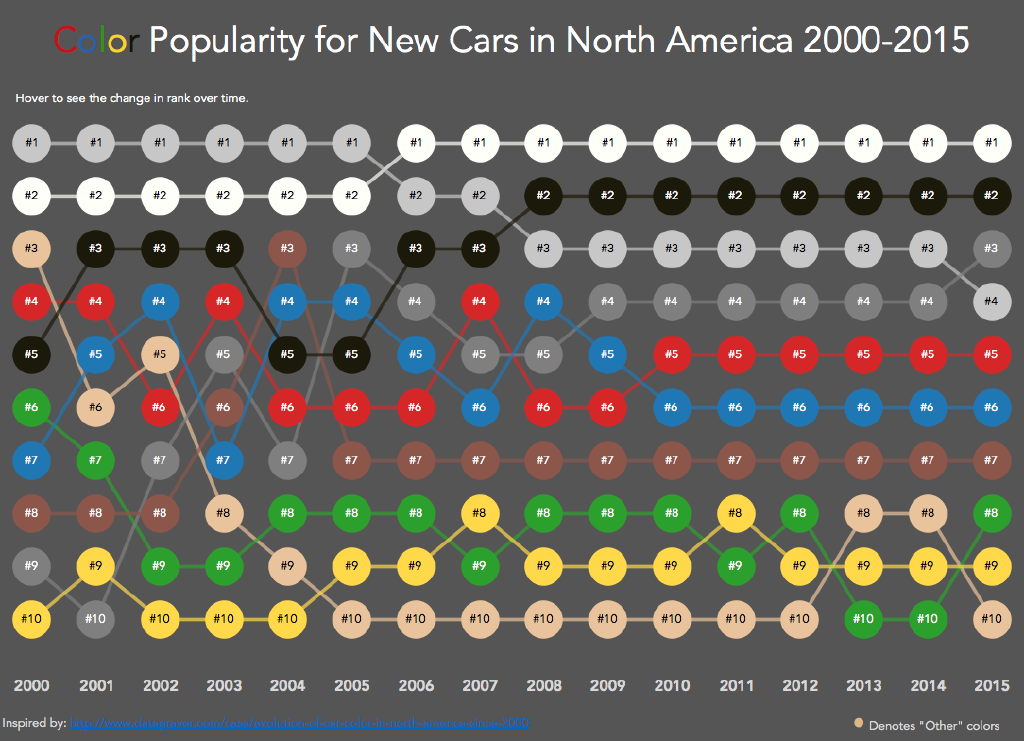 Color Popularity for New Cars in North America 2000-2015
Hover to see the change in rank over time.
#1 #1 #1 #1 #1 #1 #1 #1 #1 #1 #1 #1 #1 #1 #1 #1
#2 #2 #2 #2 #2 #2 #2 #2 #2 #2 #2 #2 #2 #2 #2 #2
#3 #3 #3 #3 #3 #3 #3 #3 #3 #3 #3 #3 #3 #3 #3 #3
#4 #4 #4 #4 #4 #4 #4 #4 #4 #4 #4 #4 #4 #4 #4 #4
#5 #5 #5 #5 #5 #5 #5 #5 #5 #5 #5 #5 #5 #5 #5 #5
#6 #6 #6 #6 #6 #6 #6 #6 #6 #6 #6 #6 #6 #6 #6 #6
#7 #7 #7 #7 #7 #7 #7 #7 #7 #7 #7 #7 #7 #7 #7 #7
#8 #8 #8 #8 #8 #8 #8 #8 #8 #8 #8 #8 #8 #8 #8 #8
#9 #9 #9 #9 #9 #9 #9 #9 #9 #9 #9 #9 #9 #9 #9 #9
#10 #10 #10 #10 #10 #10 #10 #10 #10 #10 #10 #10 #10 #10 #10 #10
2000 2001 2002 2003 2004 2005 2006 2007 2008 2009 2010 2011 2012 2013 2014 2015
Inspired by:
Denotes "Other" colors